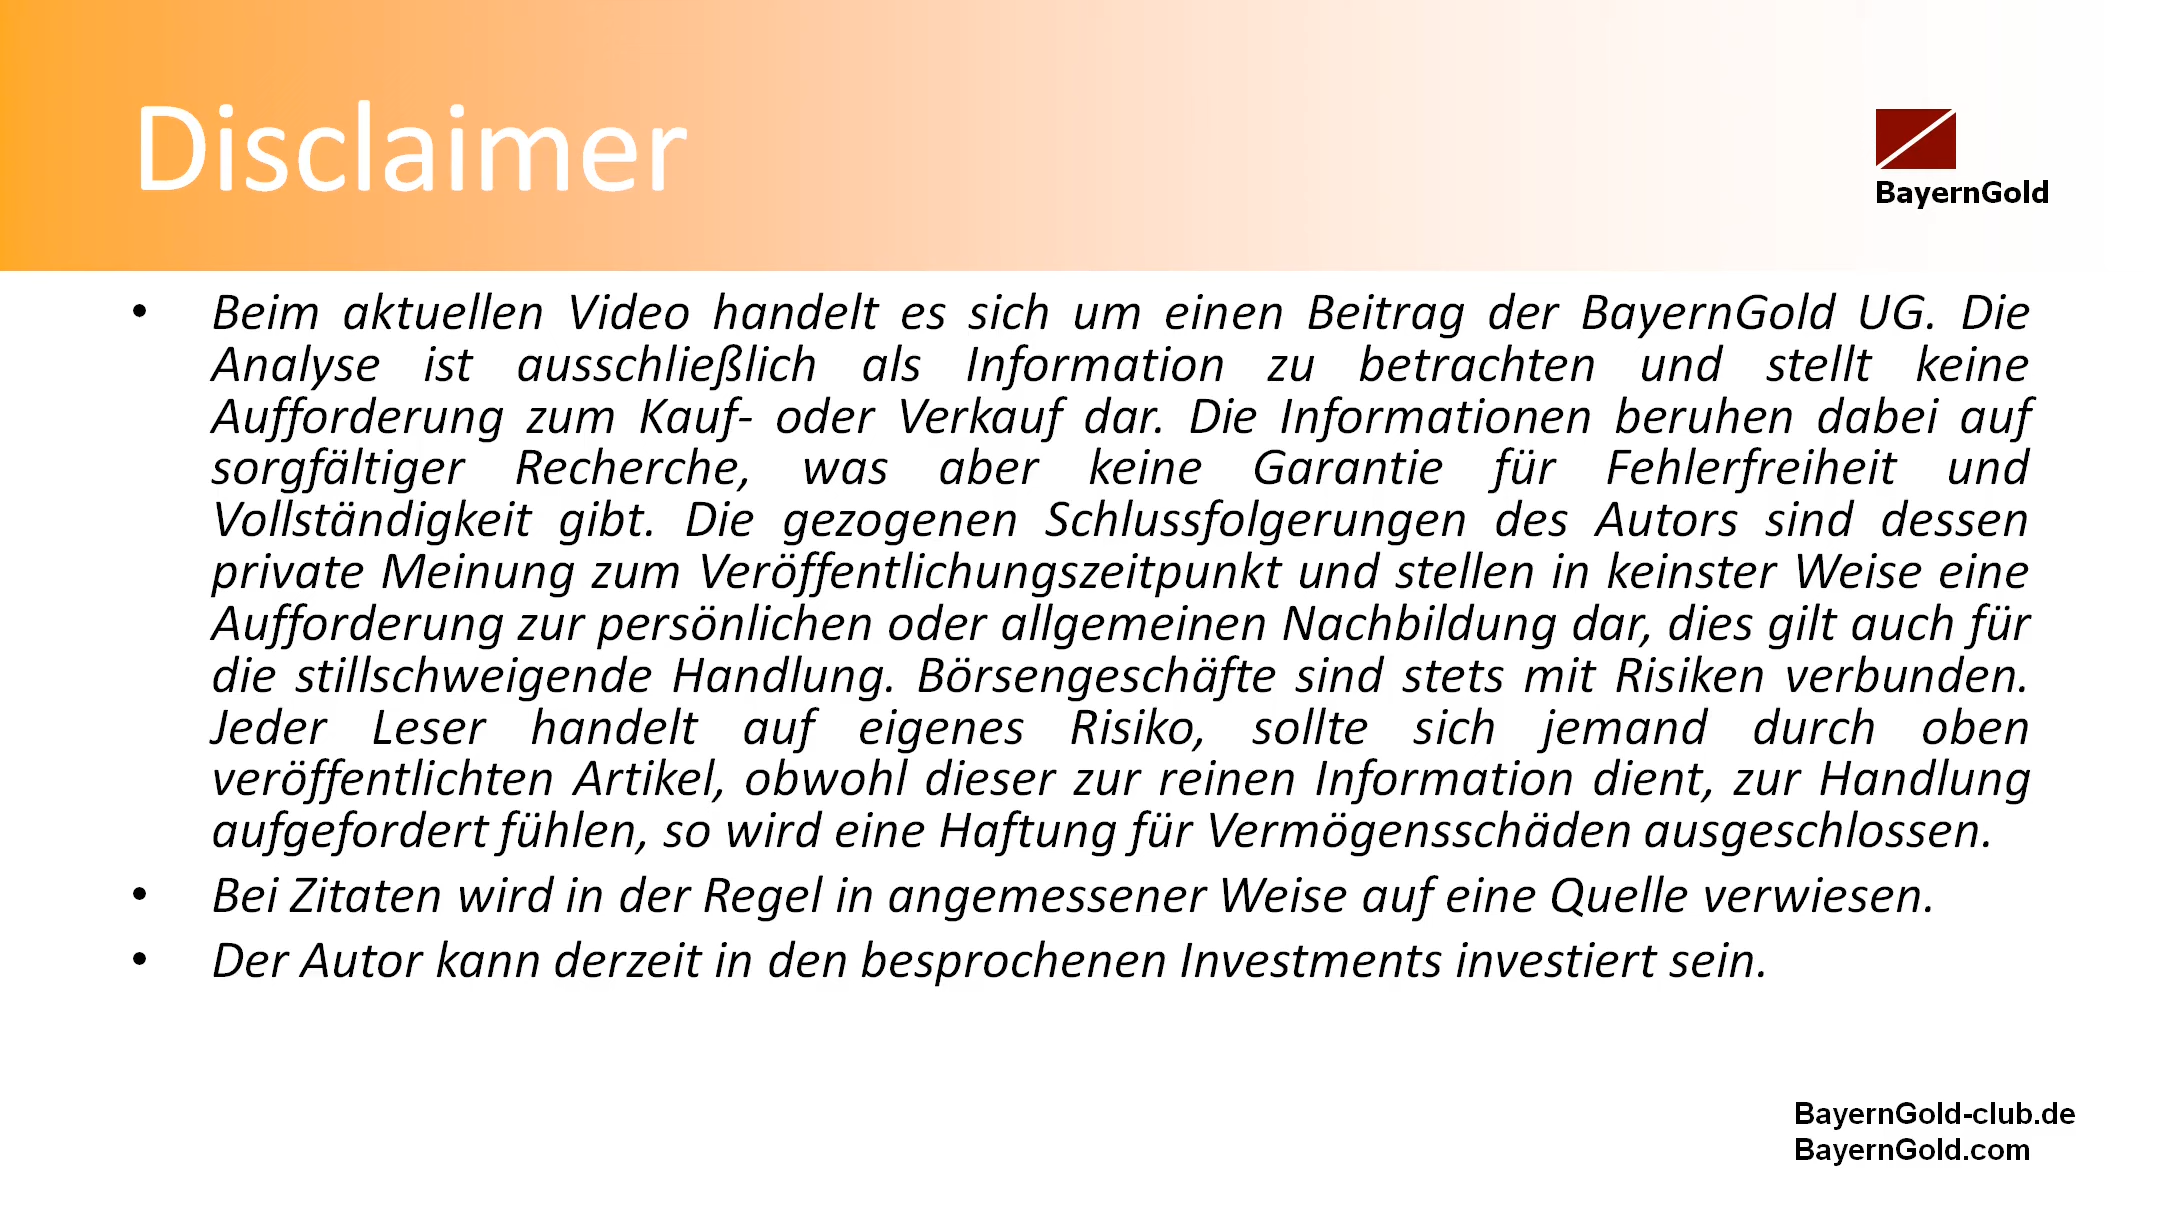 Disclaimer
BayernGold
• Beim aktuellen Video handelt es sich um einen Beitrag der BayernGold UG. Die
Analyse ist ausschließlich als Information zu betrachten und stellt keine
Aufforderung zum Kauf- oder Verkauf dar. Die Informationen beruhen dabei auf
sorgfältiger Recherche, was aber keine Garantie für Fehlerfreiheit und
Vollständigkeit gibt. Die gezogenen Schlussfolgerungen des Autors sind dessen
private Meinung zum Veröffentlichungszeitpunkt und stellen in keinster Weise eine
Aufforderung zur persönlichen oder allgemeinen Nachbildung dar, dies gilt auch für
die stillschweigende Handlung. Börsengeschäfte sind stets mit Risiken verbunden.
Jeder Leser handelt auf eigenes Risiko, sollte sich jemand durch oben
veröffentlichten Artikel, obwohl dieser zur reinen Information dient, zur Handlung
aufgefordert fühlen, so wird eine Haftung für Vermögensschäden ausgeschlossen.
• Bei Zitaten wird in der Regel in angemessener Weise auf eine Quelle verwiesen.
• Der Autor kann derzeit in den besprochenen Investments investiert sein.
BayernGold-club.de
BayernGold.com